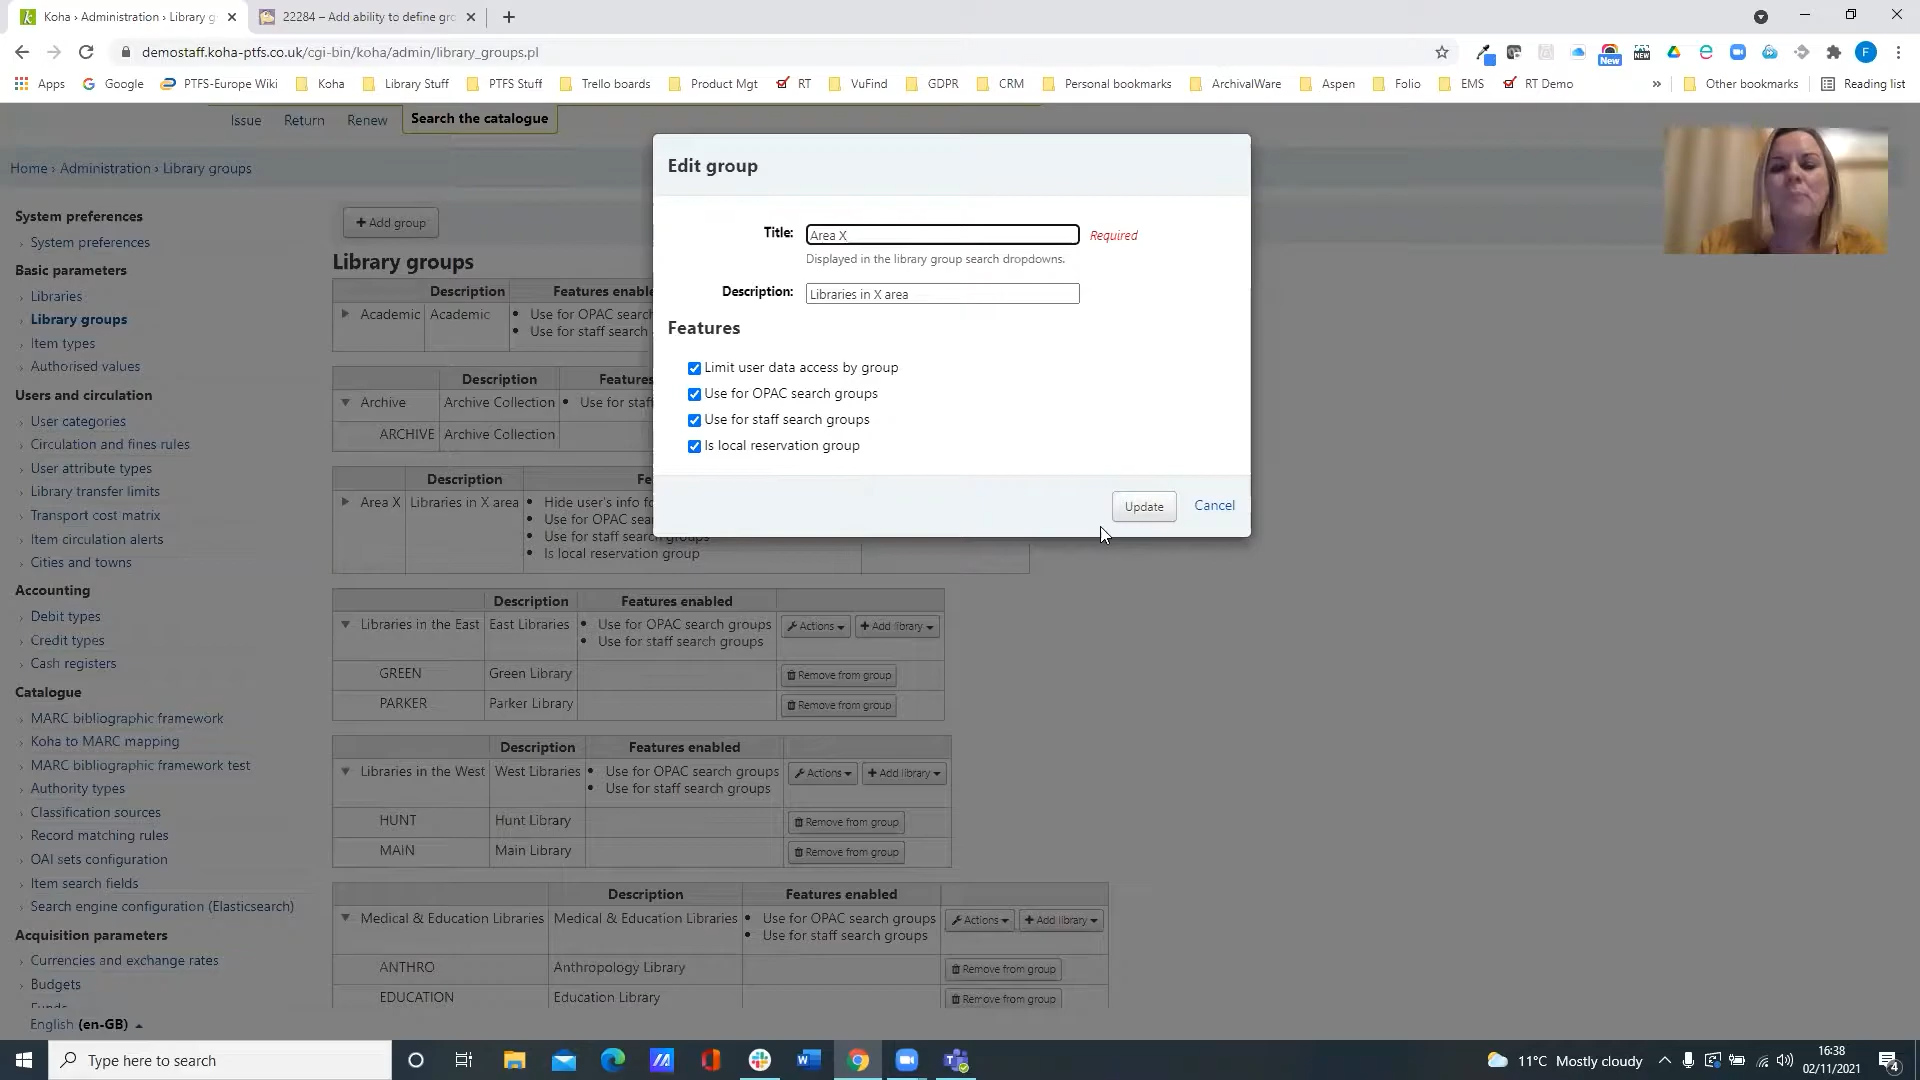 Koha › Administration › Library g
22284 – Add ability to define gro
demostaff.koha-ptfs.co.uk/cgi-bin/koha/admin/library_groups.pl
New
NEW
F
Apps
Google
PTFS-Europe Wiki
Koha
Library Stuff
PTFS Stuff
Trello boards
Product Mgt
RT
VuFind
GDPR
CRM
Personal bookmarks
ArchivalWare
Aspen
Folio
EMS
RT Demo
»
Other bookmarks
Reading list
Issue
Return
Renew
Search the catalogue
Home › Administration › Library groups
System preferences
› System preferences
Basic parameters
› Libraries
› Library groups
› Item types
› Authorised values
Users and circulation
› User categories
› Circulation and fines rules
› User attribute types
› Library transfer limits
› Transport cost matrix
› Item circulation alerts
› Cities and towns
Accounting
› Debit types
› Credit types
› Cash registers
Catalogue
› MARC bibliographic framework
› Koha to MARC mapping
› MARC bibliographic framework test
› Authority types
› Classification sources
› Record matching rules
› OAI sets configuration
› Item search fields
› Search engine configuration (Elasticsearch)
Acquisition parameters
› Currencies and exchange rates
› Budgets
› Funds
English (en-GB)
+ Add group
Library groups
Description Features enable
Academic Academic • Use for OPAC search
• Use for staff search
Description Features
Archive Archive Collection • Use for staf
ARCHIVE Archive Collection
Description Fe
Area X Libraries in X area • Hide user's info fo
• Use for OPAC sea
• Use for staff search groups
• Is local reservation group
Description Features enabled
Libraries in the East East Libraries • Use for OPAC search groups Actions + Add library
• Use for staff search groups
GREEN Green Library Remove from group
PARKER Parker Library Remove from group
Description Features enabled
Libraries in the West West Libraries • Use for OPAC search groups Actions + Add library
• Use for staff search groups
HUNT Hunt Library Remove from group
MAIN Main Library Remove from group
Description Features enabled
Medical & Education Libraries Medical & Education Libraries • Use for OPAC search groups Actions + Add library
• Use for staff search groups
ANTHRO Anthropology Library Remove from group
EDUCATION Education Library Remove from group
Edit group
Title: Area X Required
Displayed in the library group search dropdowns.
Description: Libraries in X area
Features
Limit user data access by group
Use for OPAC search groups
Use for staff search groups
Is local reservation group
Update
Cancel
Type here to search
11°C Mostly cloudy
16:38
02/11/2021
4